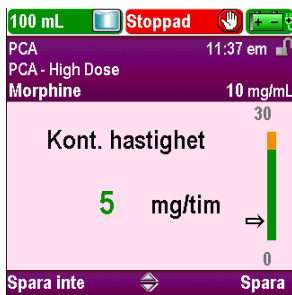 100 mL Stoppad
PCA 11:37 em
PCA - High Dose
Morphine 10 mg/mL
30
Kont. hastighet
5 mg/tim
0
Spara inte Spara